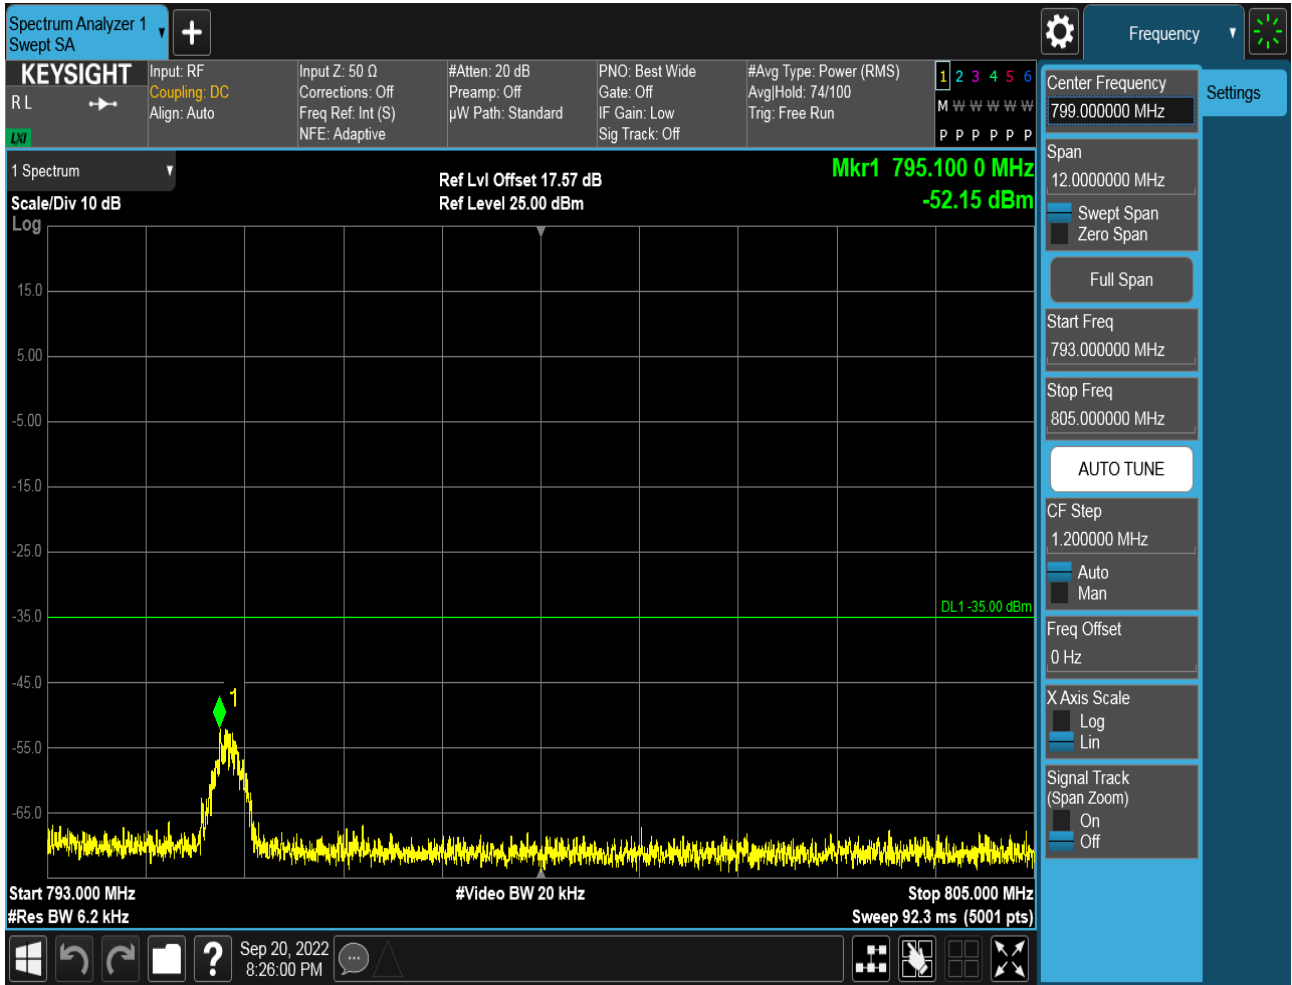 Spectrum Analyzer 1
Swept SA
Frequency
KEYSIGHT
R L
LXI
Input: RF
Coupling: DC
Align: Auto
Input Z: 50 Ω
Corrections: Off
Freq Ref: Int (S)
NFE: Adaptive
#Atten: 20 dB
Preamp: Off
µW Path: Standard
PNO: Best Wide
Gate: Off
IF Gain: Low
Sig Track: Off
#Avg Type: Power (RMS)
Avg|Hold: 74/100
Trig: Free Run
1 2 3 4 5 6
M W W W W W
P P P P P P
1 Spectrum
Scale/Div 10 dB
Log
Ref Lvl Offset 17.57 dB
Ref Level 25.00 dBm
Mkr1 795.100 0 MHz
-52.15 dBm
15.0
5.00
-5.00
-15.0
-25.0
-35.0
-45.0
-55.0
-65.0
DL1 -35.00 dBm
1
Start 793.000 MHz
#Res BW 6.2 kHz
#Video BW 20 kHz
Stop 805.000 MHz
Sweep 92.3 ms (5001 pts)
Center Frequency
799.000000 MHz
Settings
Span
12.0000000 MHz
Swept Span
Zero Span
Full Span
Start Freq
793.000000 MHz
Stop Freq
805.000000 MHz
AUTO TUNE
CF Step
1.200000 MHz
Auto
Man
Freq Offset
0 Hz
X Axis Scale
Log
Lin
Signal Track
(Span Zoom)
On
Off
?
Sep 20, 2022
8:26:00 PM